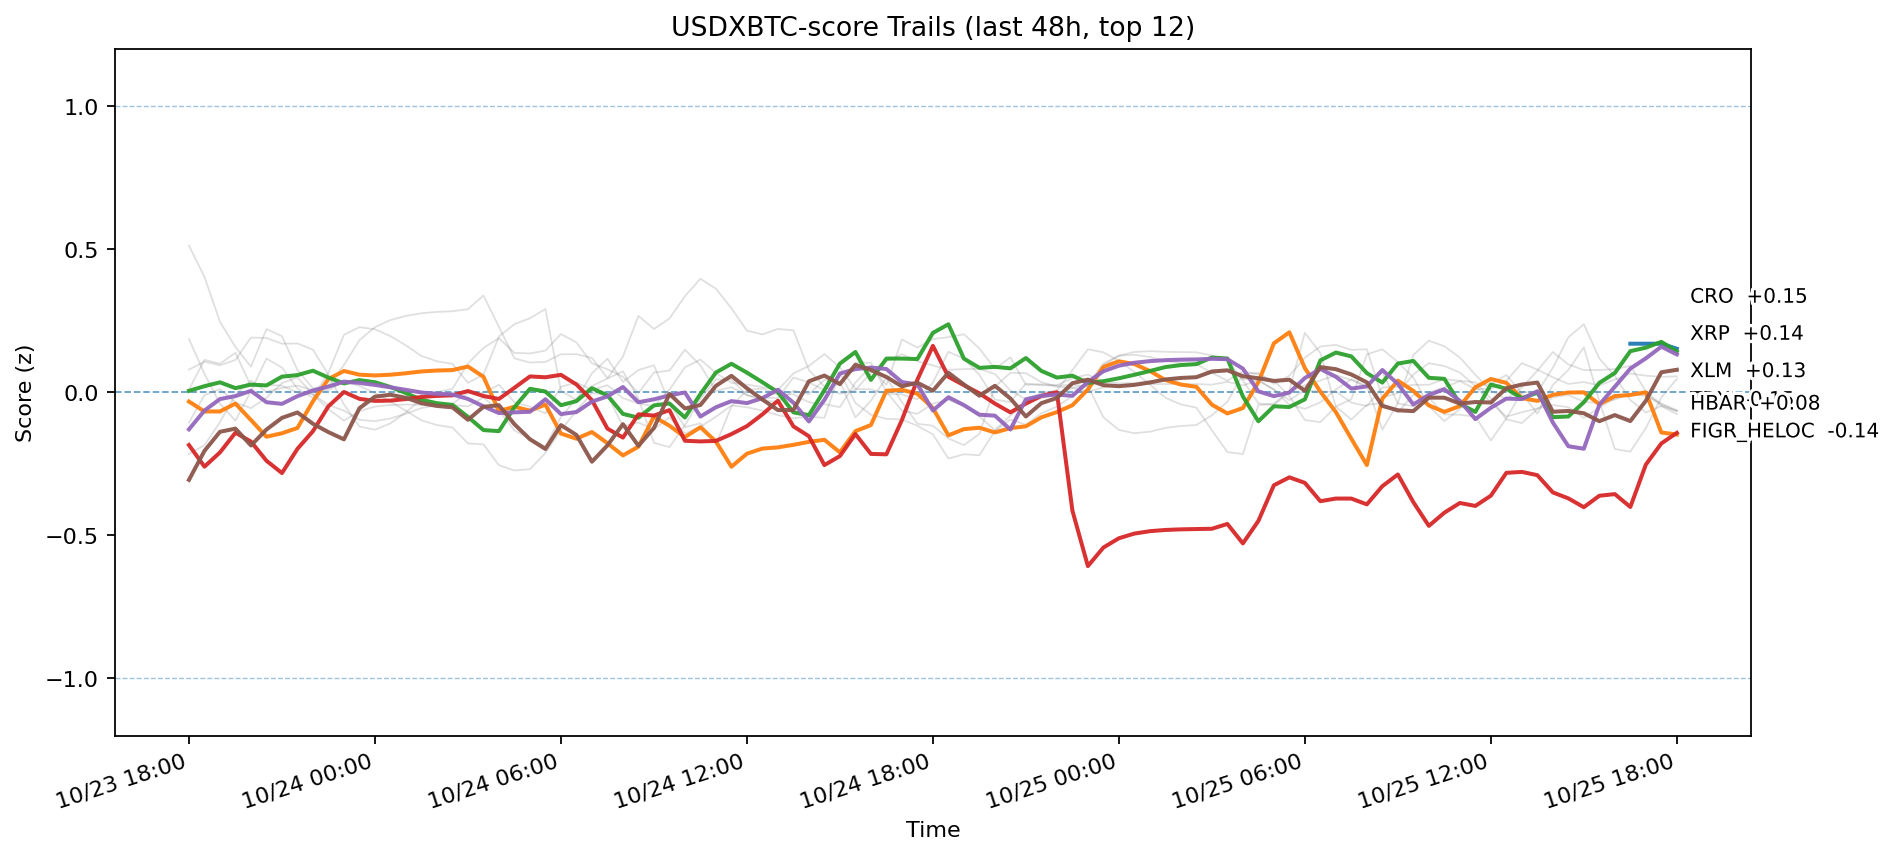 USDXBTC-score Trails (last 48h, top 12)
Score (z)
1.0
0.5
0.0
−0.5
−1.0
CRO +0.15
XRP +0.14
XLM +0.13
HBAR +0.08
FIGR_HELOC -0.14
10/23 18:00
10/24 00:00
10/24 06:00
10/24 12:00
10/24 18:00
10/25 00:00
10/25 06:00
10/25 12:00
10/25 18:00
Time